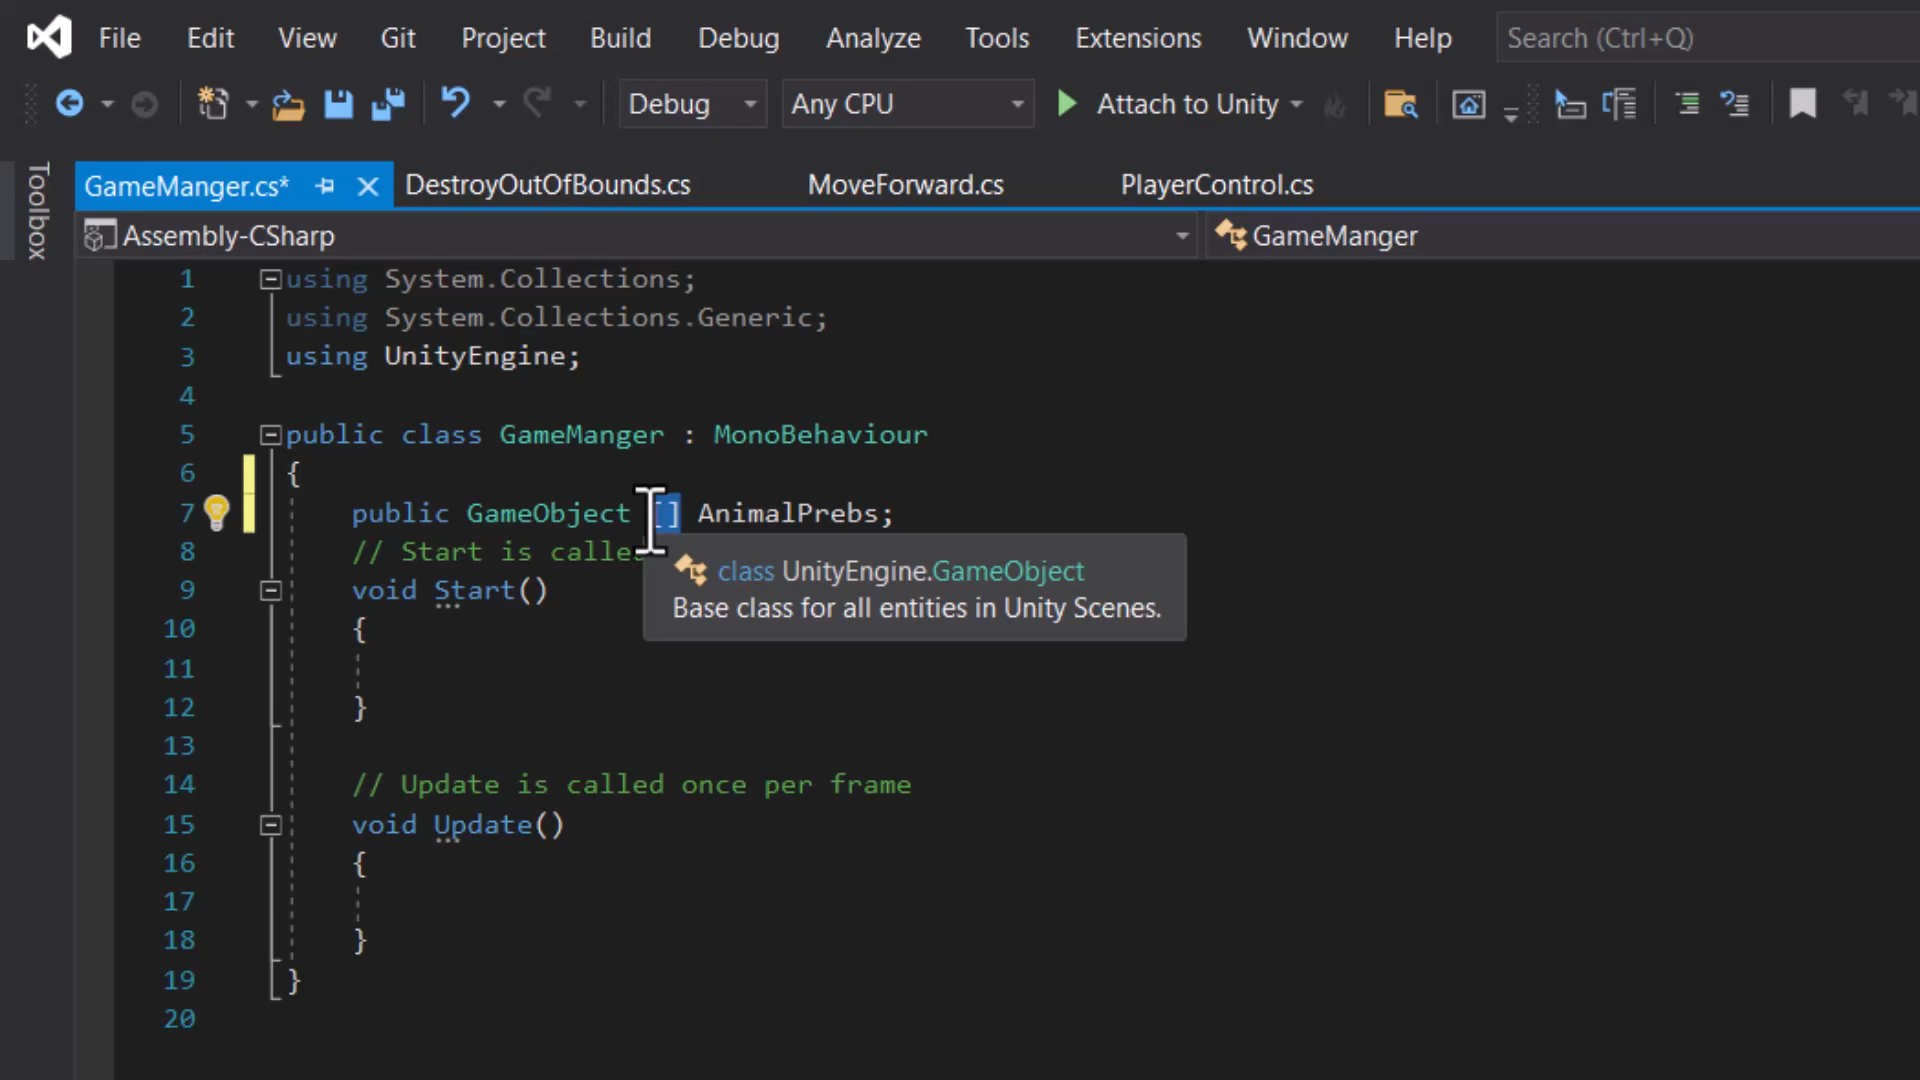 File Edit View Git Project Build Debug Analyze Tools Extensions Window Help Search (Ctrl+Q)
Debug Any CPU Attach to Unity
Toolbox
GameManger.cs* DestroyOutOfBounds.cs MoveForward.cs PlayerControl.cs
Assembly-CSharp GameManger
1 using System.Collections;
2 using System.Collections.Generic;
3 using UnityEngine;
4
5 public class GameManger : MonoBehaviour
6 {
7 public GameObject [] AnimalPrebs;
8 // Start is called
class UnityEngine.GameObject
9 void Start()
Base class for all entities in Unity Scenes.
10 {
11
12 }
13
14 // Update is called once per frame
15 void Update()
16 {
17
18 }
19 }
20